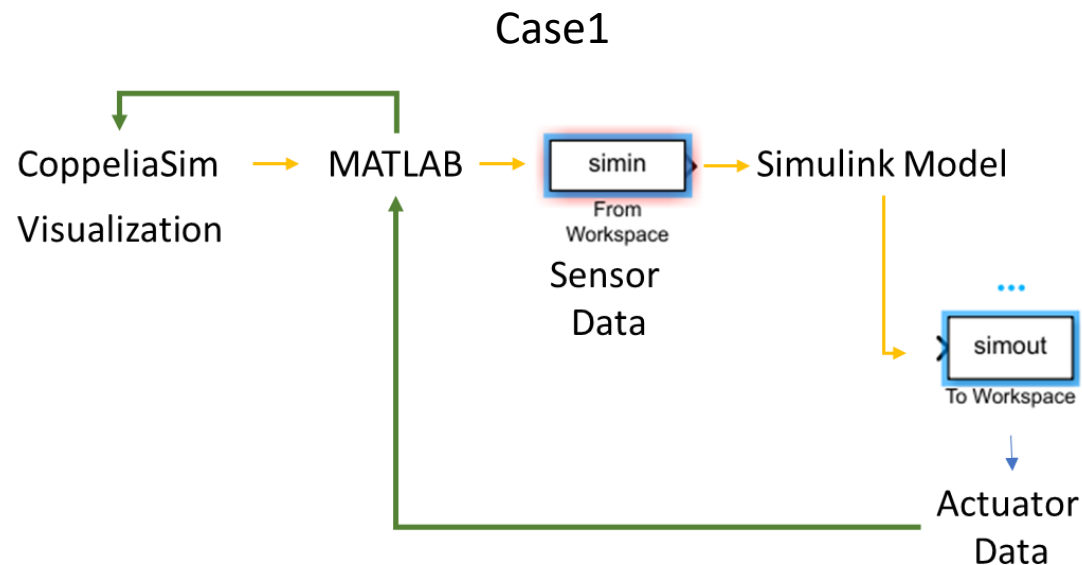 Case1
CoppeliaSim
Visualization
MATLAB
simin
From
Workspace
Sensor
Data
Simulink Model
simout
To Workspace
Actuator
Data